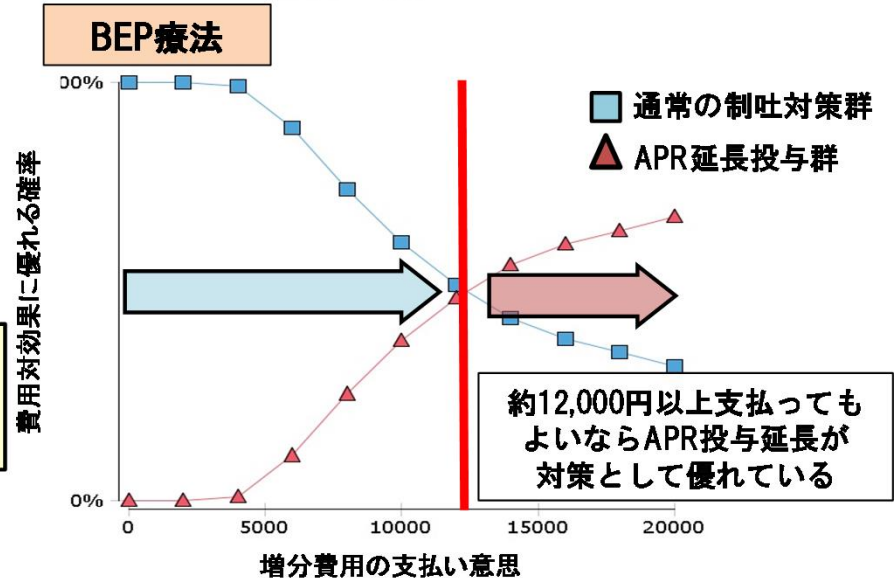 BEP療法
00%
通常の制吐対策群
APR延長投与群
費用対効果に優れる確率
約12,000円以上支払っても
よいならAPR投与延長が
対策として優れている
0%
0
5000
10000
15000
20000
増分費用の支払い意思